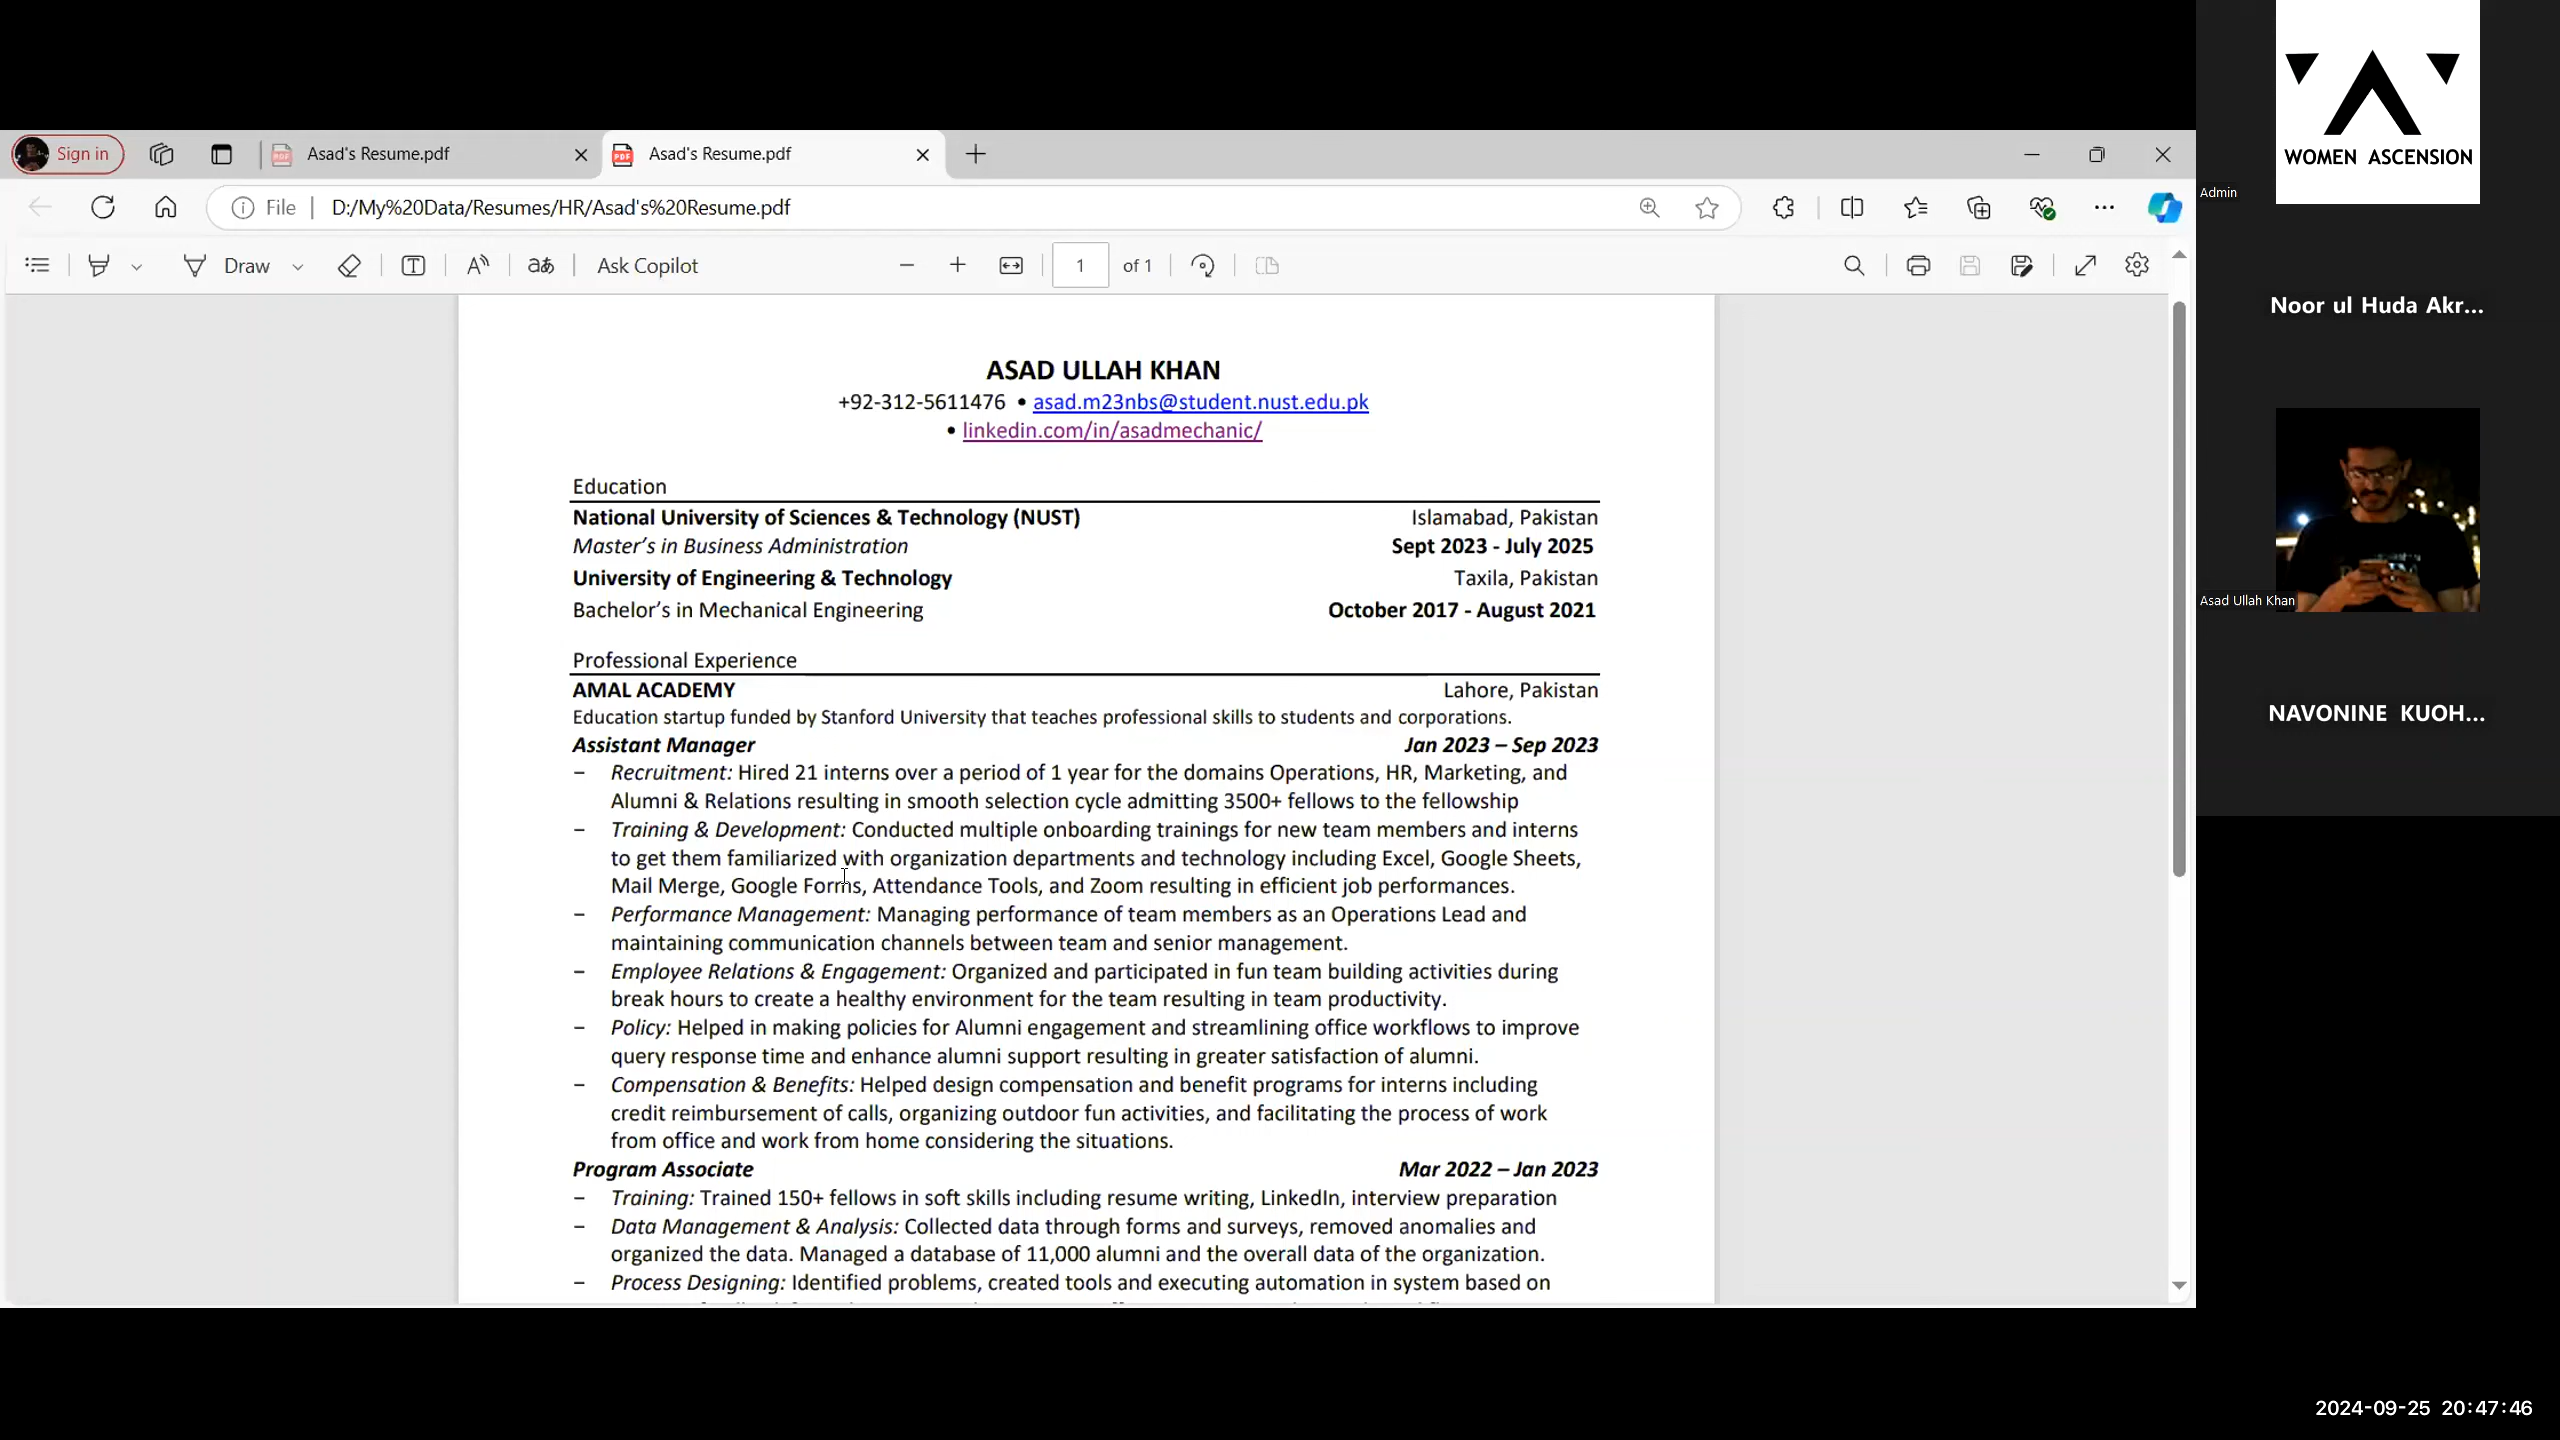 Sign in
Asad's Resume.pdf
Asad's Resume.pdf
File
D:/My%20Data/Resumes/HR/Asad's%20Resume.pdf
Draw
aあ
Ask Copilot
1 of 1
ASAD ULLAH KHAN
+92-312-5611476 • asad.m23nbs@student.nust.edu.pk
• linkedin.com/in/asadmechanic/
Education
National University of Sciences & Technology (NUST) Islamabad, Pakistan
Master's in Business Administration Sept 2023 - July 2025
University of Engineering & Technology Taxila, Pakistan
Bachelor's in Mechanical Engineering October 2017 - August 2021
Professional Experience
AMAL ACADEMY Lahore, Pakistan
Education startup funded by Stanford University that teaches professional skills to students and corporations.
Assistant Manager Jan 2023 – Sep 2023
− Recruitment: Hired 21 interns over a period of 1 year for the domains Operations, HR, Marketing, and
Alumni & Relations resulting in smooth selection cycle admitting 3500+ fellows to the fellowship
− Training & Development: Conducted multiple onboarding trainings for new team members and interns
to get them familiarized with organization departments and technology including Excel, Google Sheets,
Mail Merge, Google Forms, Attendance Tools, and Zoom resulting in efficient job performances.
− Performance Management: Managing performance of team members as an Operations Lead and
maintaining communication channels between team and senior management.
− Employee Relations & Engagement: Organized and participated in fun team building activities during
break hours to create a healthy environment for the team resulting in team productivity.
− Policy: Helped in making policies for Alumni engagement and streamlining office workflows to improve
query response time and enhance alumni support resulting in greater satisfaction of alumni.
− Compensation & Benefits: Helped design compensation and benefit programs for interns including
credit reimbursement of calls, organizing outdoor fun activities, and facilitating the process of work
from office and work from home considering the situations.
Program Associate Mar 2022 – Jan 2023
− Training: Trained 150+ fellows in soft skills including resume writing, LinkedIn, interview preparation
− Data Management & Analysis: Collected data through forms and surveys, removed anomalies and
organized the data. Managed a database of 11,000 alumni and the overall data of the organization.
− Process Designing: Identified problems, created tools and executing automation in system based on
WOMEN ASCENSION
Admin
Noor ul Huda Akr...
Asad Ullah Khan
NAVONINE KUOH...
2024-09-25 20:47:46